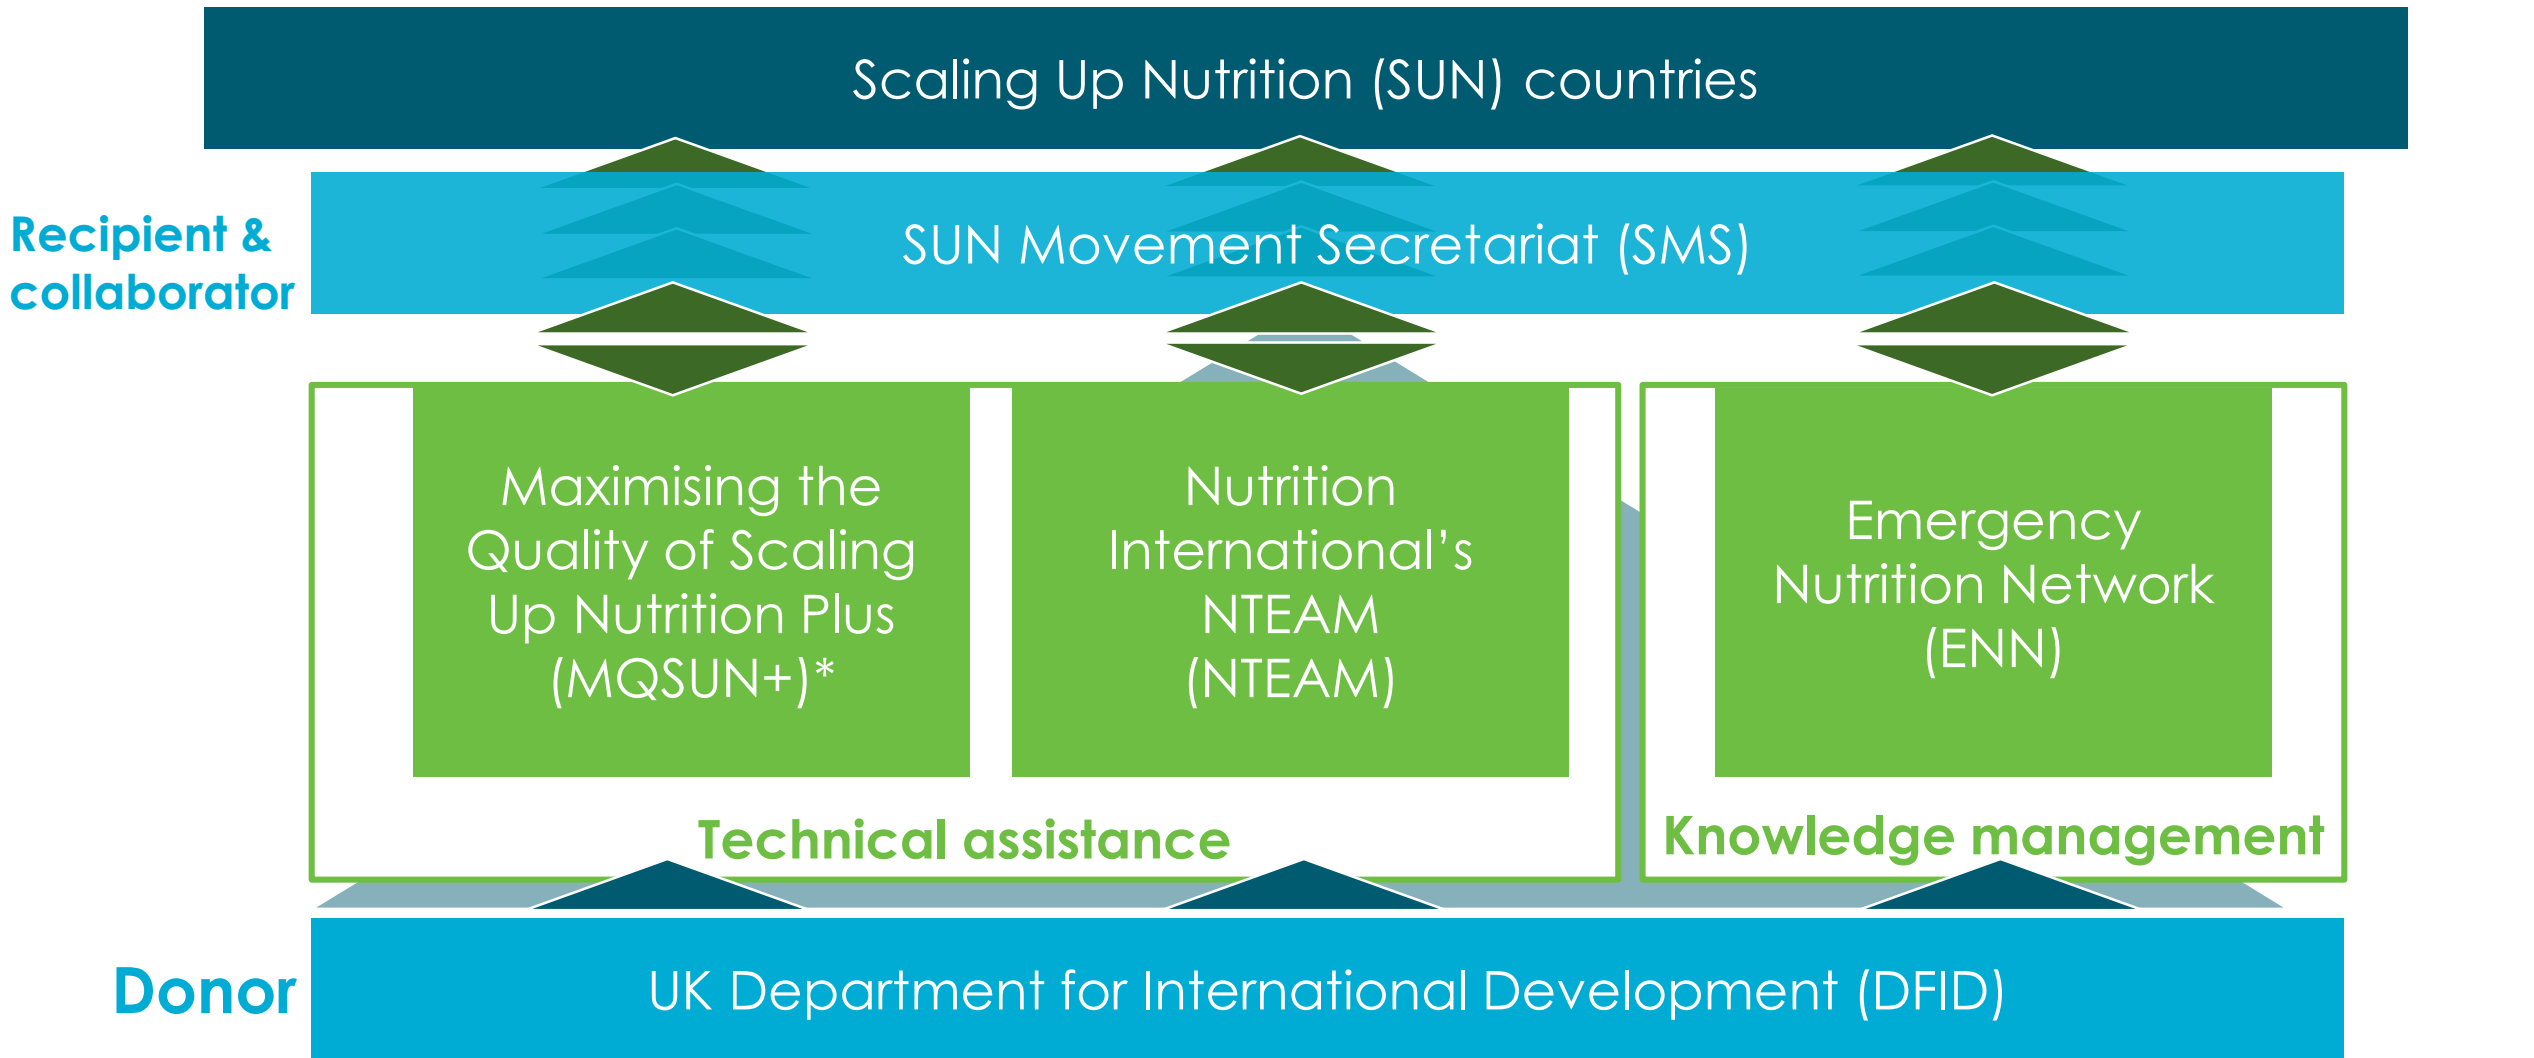 Scaling Up Nutrition (SUN) countries
Recipient &
collaborator
SUN Movement Secretariat (SMS)
Maximising the
Quality of Scaling
Up Nutrition Plus
(MQSUN+)*
Nutrition
International’s
NTEAM
(NTEAM)
Emergency
Nutrition Network
(ENN)
Technical assistance
Knowledge management
Donor
UK Department for International Development (DFID)